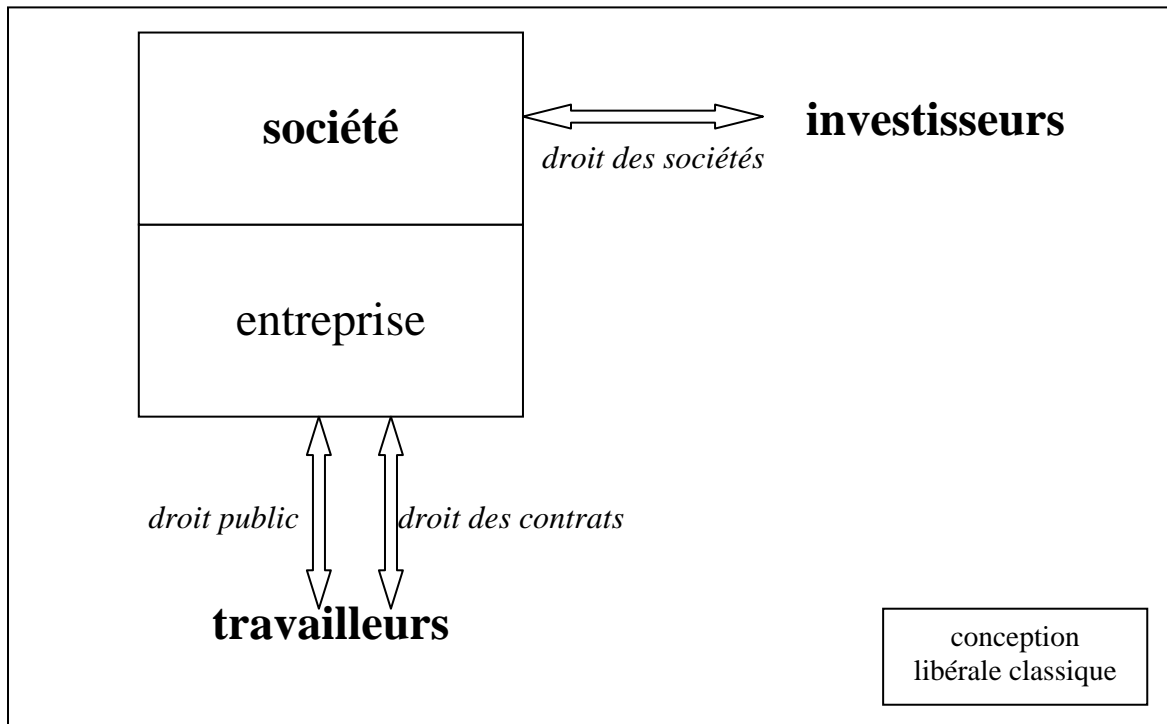 société
investisseurs
droit des sociétés
entreprise
droit public
droit des contrats
travailleurs
conception
libérale classique